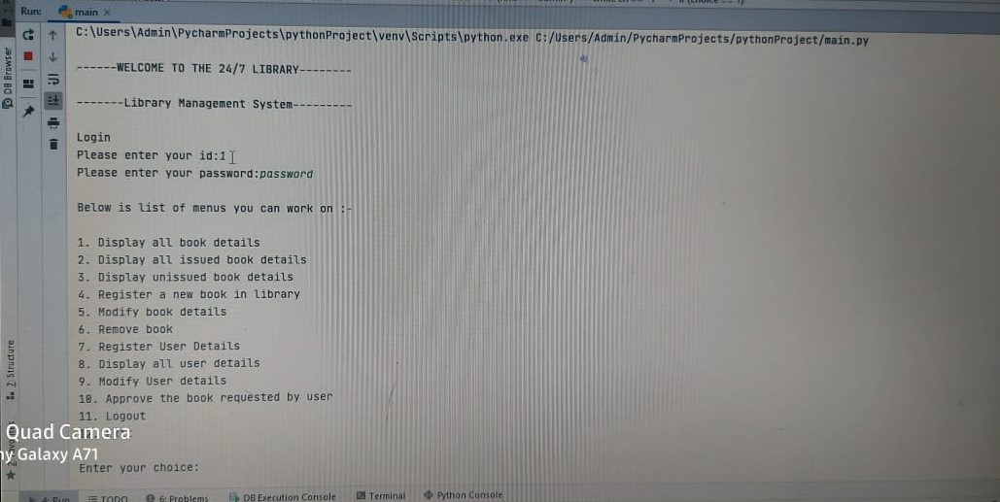 Run: main ×
C:\Users\Admin\PycharmProjects\pythonProject\venv\Scripts\python.exe C:/Users/Admin/PycharmProjects/pythonProject/main.py
------WELCOME TO THE 24/7 LIBRARY--------
-------Library Management System---------
Login
Please enter your id:1
Please enter your password:password
Below is list of menus you can work on :-
1. Display all book details
2. Display all issued book details
3. Display unissued book details
4. Register a new book in library
5. Modify book details
6. Remove book
7. Register User Details
8. Display all user details
9. Modify User details
10. Approve the book requested by user
11. Logout
Enter your choice:
DB Browser
Z: Structure
Quad Camera
Galaxy A71
4: Run TODO 6: Problems DB Execution Console Terminal Python Console